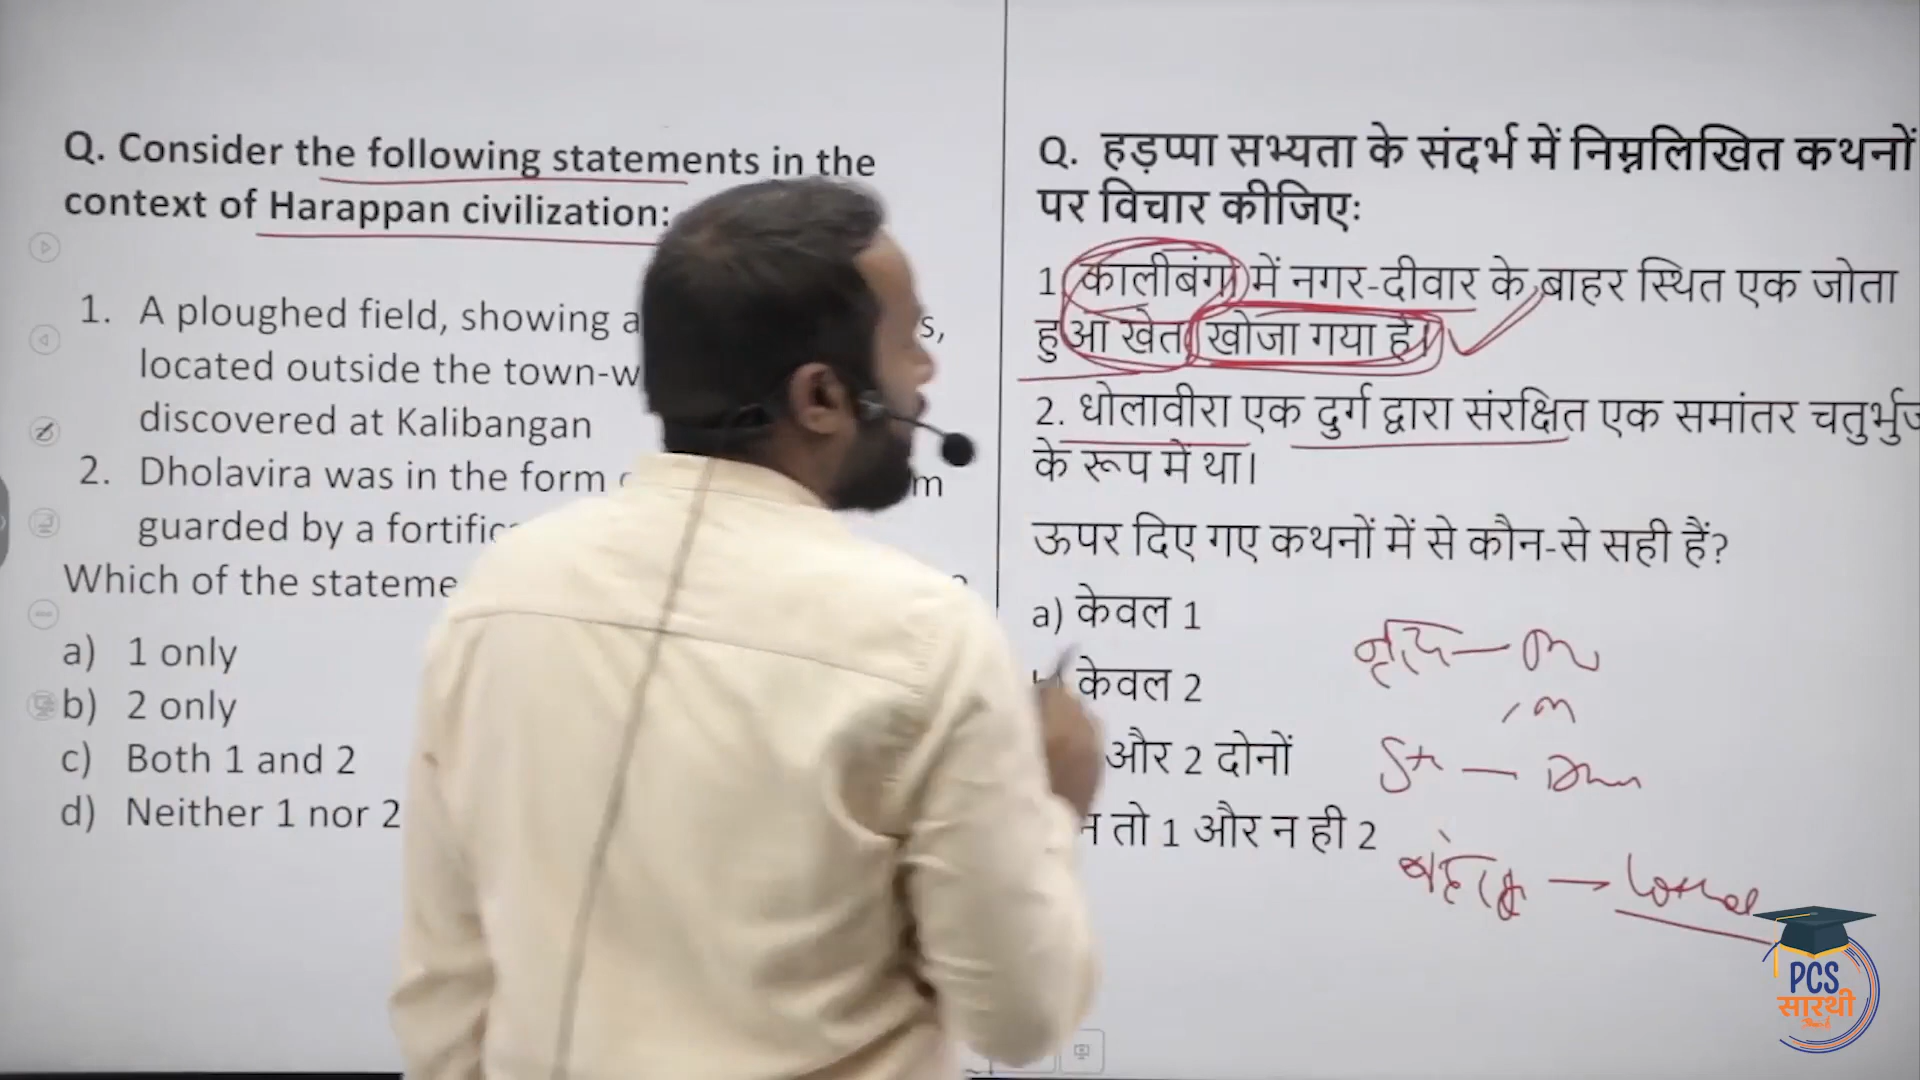 Q. Consider the following statements in the
context of Harappan civilization:
1. A ploughed field, showing a s,
located outside the town-w
discovered at Kalibangan
2. Dholavira was in the form m
guarded by a fortific
Which of the stateme
a) 1 only
b) 2 only
c) Both 1 and 2
d) Neither 1 nor 2
Q. हड़प्पा सभ्यता के संदर्भ में निम्नलिखित कथनों
पर विचार कीजिए:
1 कालीबंगा में नगर-दीवार के बाहर स्थित एक जोता
हुआ खेत खोजा गया है।
2. धोलावीरा एक दुर्ग द्वारा संरक्षित एक समांतर चतुर्भुज
के रूप में था।
ऊपर दिए गए कथनों में से कौन-से सही हैं?
a) केवल 1
केवल 2
और 2 दोनों
न तो 1 और न ही 2
Lothal
PCS
सारथी